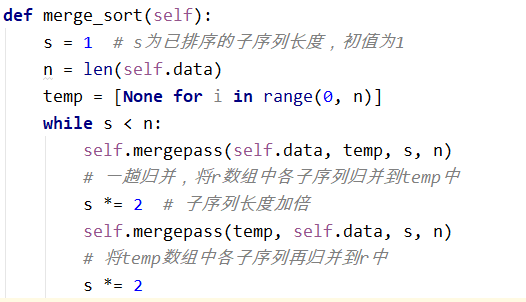 def merge_sort(self):
    s = 1  # s为已排序的子序列长度，初值为1
    n = len(self.data)
    temp = [None for i in range(0, n)]
    while s < n:
        self.mergepass(self.data, temp, s, n)
        # 一趟归并，将r数组中各子序列归并到temp中
        s *= 2  # 子序列长度加倍
        self.mergepass(temp, self.data, s, n)
        # 将temp数组中各子序列再归并到r中
        s *= 2